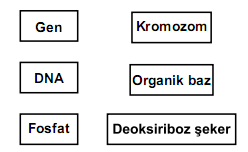 Gen Kromozom
DNA Organik baz
Fosfat Deoksiriboz şeker